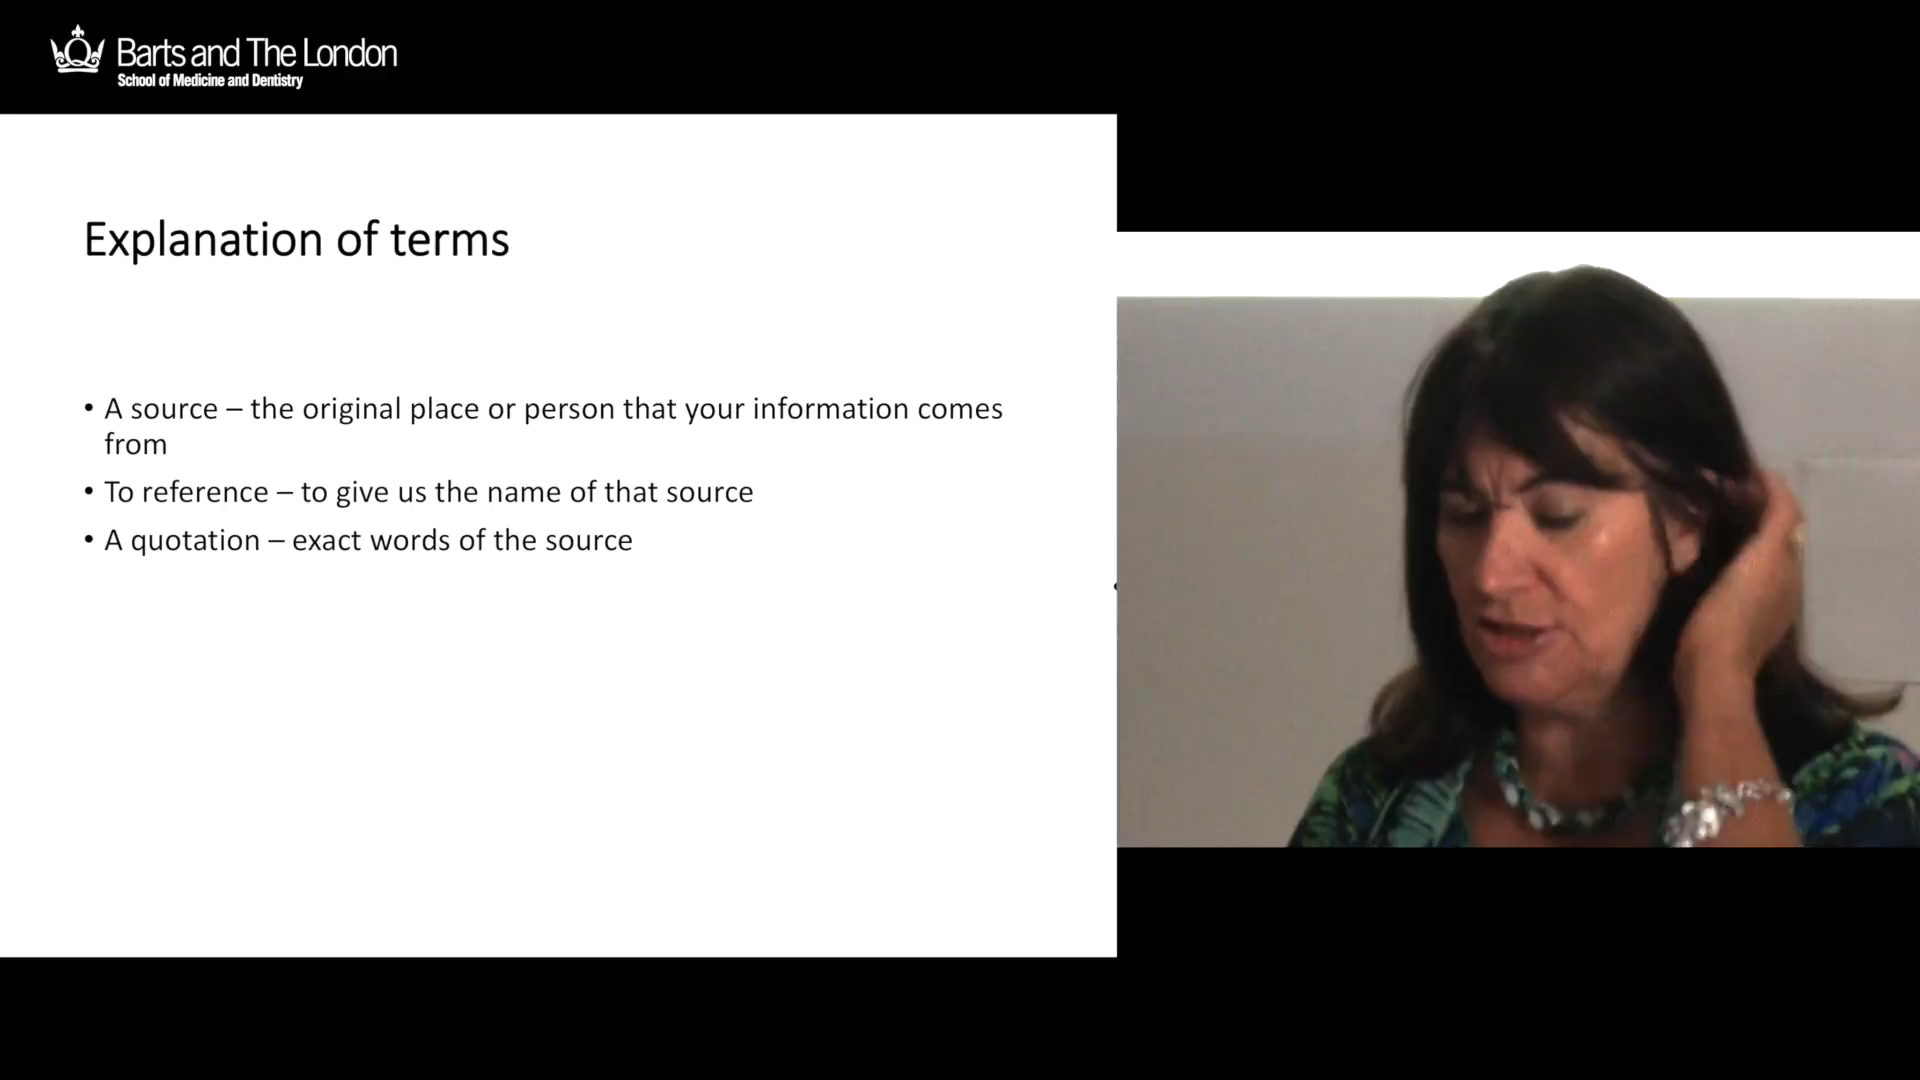 Barts and The London
School of Medicine and Dentistry
Explanation of terms
• A source – the original place or person that your information comes
from
• To reference – to give us the name of that source
• A quotation – exact words of the source